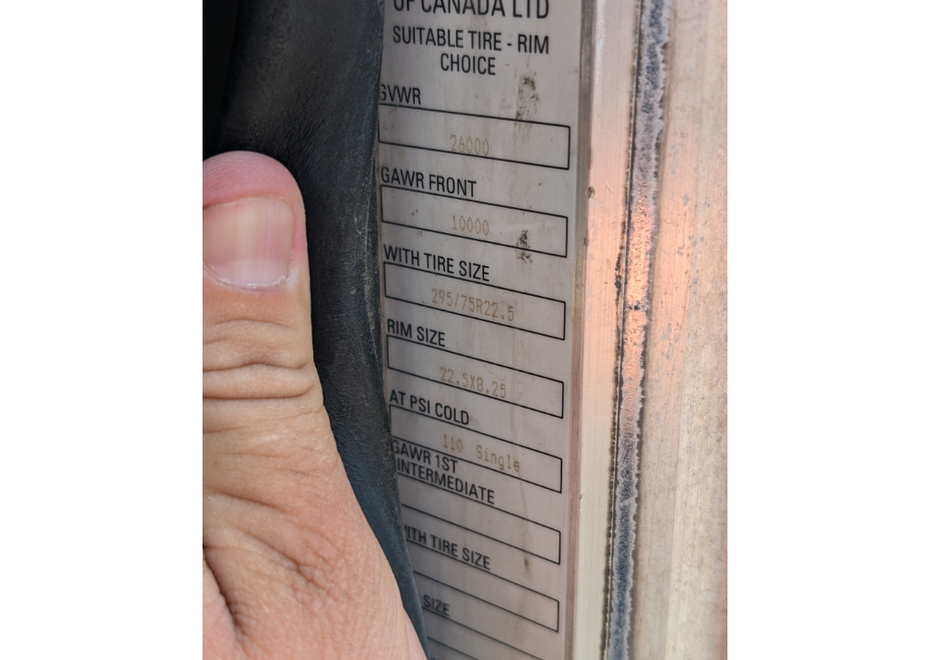 OF CANADA LTD
SUITABLE TIRE - RIM
CHOICE
GVWR
26000
GAWR FRONT
10000
WITH TIRE SIZE
295/75R22.5
RIM SIZE
22.5X8.25
AT PSI COLD
110 Single
GAWR 1ST
INTERMEDIATE
WITH TIRE SIZE
SIZE